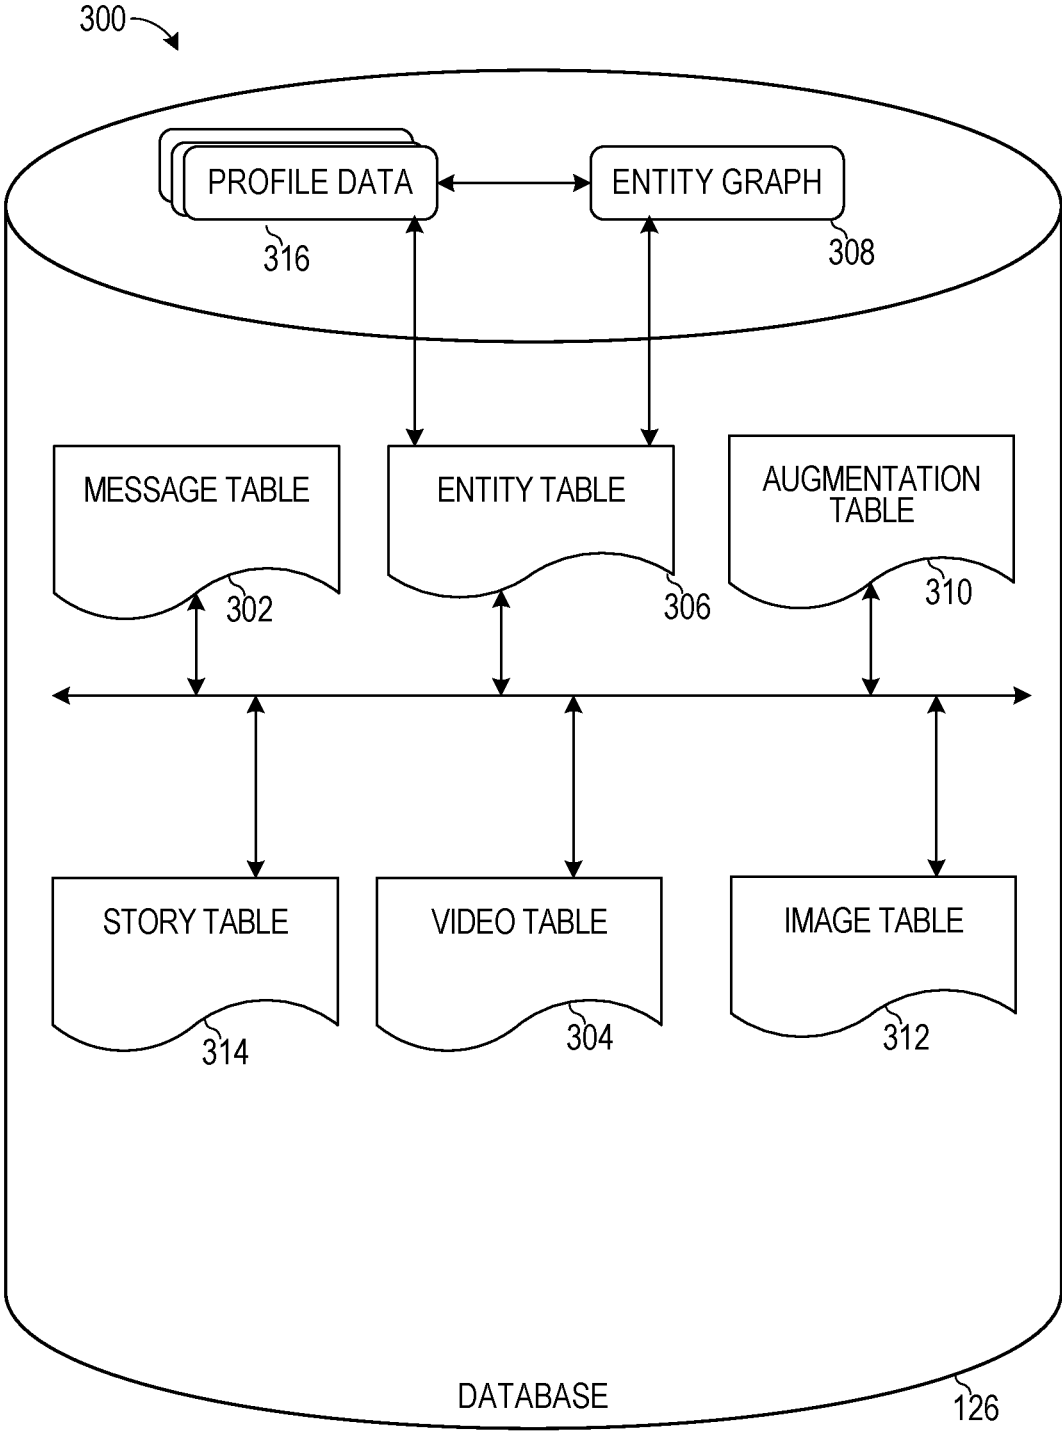 300
PROFILE DATA
ENTITY GRAPH
316
308
MESSAGE TABLE
ENTITY TABLE
AUGMENTATION
TABLE
302
306
310
STORY TABLE
VIDEO TABLE
IMAGE TABLE
314
304
312
DATABASE
126